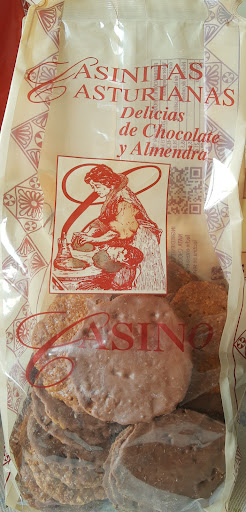 CASINITAS
ASTURIANAS
Delicias
de Chocolate
y Almendra
CASINO